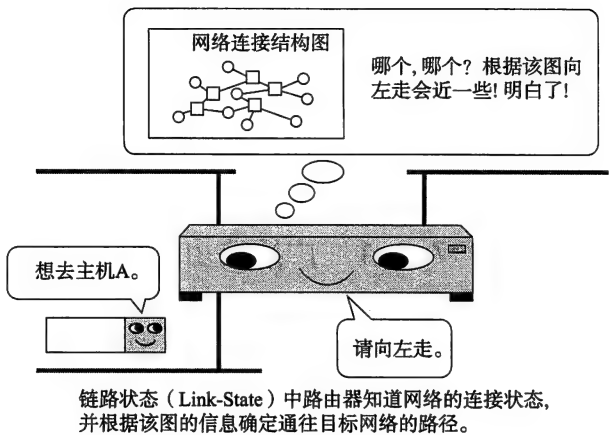 网络连接结构图
哪个,哪个? 根据该图向
左走会近一些! 明白了!
想去主机A。
请向左走。
链路状态（Link-State）中路由器知道网络的连接状态,
并根据该图的信息确定通往目标网络的路径。